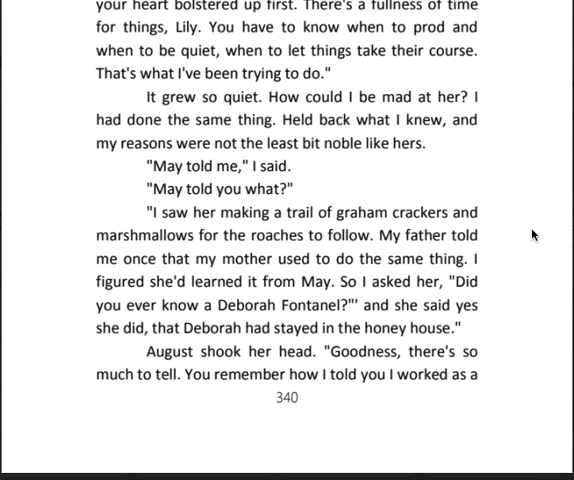 your heart bolstered up first. There's a fullness of time
for things, Lily. You have to know when to prod and
when to be quiet, when to let things take their course.
That's what I've been trying to do."
It grew so quiet. How could I be mad at her? I
had done the same thing. Held back what I knew, and
my reasons were not the least bit noble like hers.
"May told me," I said.
"May told you what?"
"I saw her making a trail of graham crackers and
marshmallows for the roaches to follow. My father told
me once that my mother used to do the same thing. I
figured she'd learned it from May. So I asked her, "Did
you ever know a Deborah Fontanel?"' and she said yes
she did, that Deborah had stayed in the honey house."
August shook her head. "Goodness, there's so
much to tell. You remember how I told you I worked as a
340